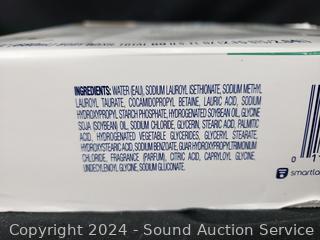 INGREDIENTS: WATER (EAU), SODIUM LAUROYL ISETHIONATE, SODIUM METHYL
LAUROYL TAURATE, COCAMIDOPROPYL BETAINE, LAURIC ACID, SODIUM
HYDROXYPROPYL STARCH PHOSPHATE, HYDROGENATED SOYBEAN OIL, GLYCINE
SOJA (SOYBEAN) OIL, SODIUM CHLORIDE, GLYCERIN, STEARIC ACID, PALMITIC
ACID, HYDROGENATED VEGETABLE GLYCERIDES, GLYCERYL STEARATE,
HYDROXYSTEARIC ACID, SODIUM BENZOATE, GUAR HYDROXYPROPYLTRIMONIUM
CHLORIDE, FRAGRANCE (PARFUM), CITRIC ACID, CAPRYLOYL GLYCINE,
UNDECYLENOYL GLYCINE, SODIUM GLUCONATE.
0
smartla
Copyright 2024 - Sound Auction Service